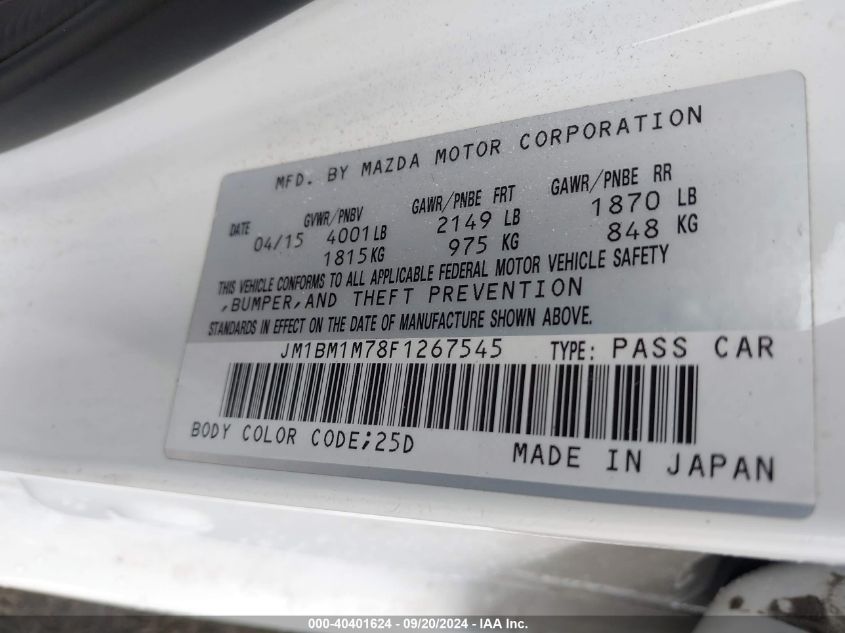 MFD. BY MAZDA MOTOR CORPORATION
DATE GVWR/PNBV GAWR/PNBE FRT GAWR/PNBE RR
04/15 4001LB 2149 LB 1870 LB
1815KG 975 KG 848 KG
THIS VEHICLE CONFORMS TO ALL APPLICABLE FEDERAL MOTOR VEHICLE SAFETY
,BUMPER,AND THEFT PREVENTION
STANDARDS IN EFFECT ON THE DATE OF MANUFACTURE SHOWN ABOVE.
JM1BM1M78F1267545 TYPE: PASS CAR
BODY COLOR CODE;25D
MADE IN JAPAN
000-40401624 - 09/20/2024 - IAA Inc.